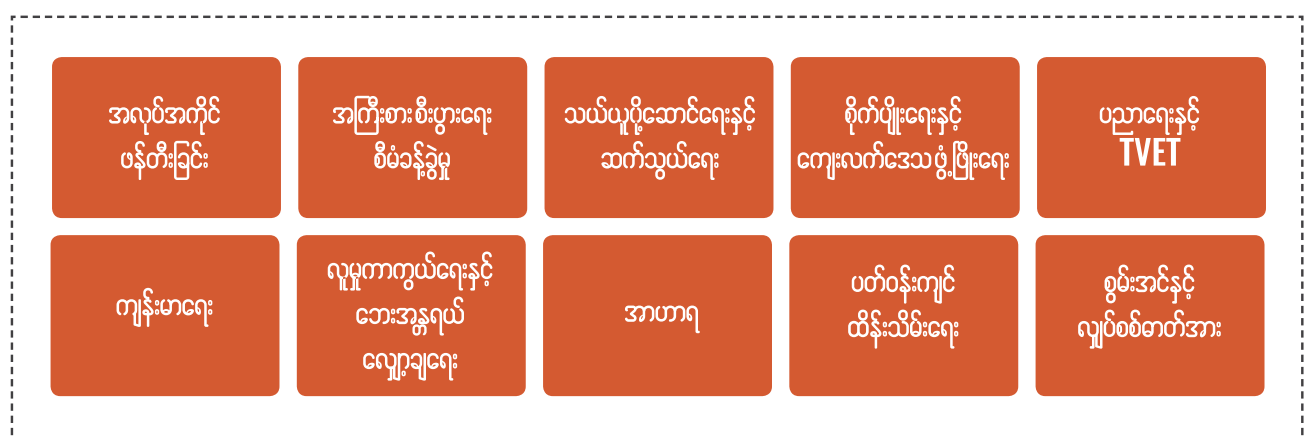 အလုပ်အကိုင်
ဖန်တီးခြင်း
အကြီးစား စီးပွားရေး
စီမံခန့်ခွဲမှု
သယ်ယူပို့ဆောင်ရေးနှင့်
ဆက်သွယ်ရေး
စိုက်ပျိုးရေးနှင့်
ကျေးလက်ဒေသ ဖွံ့ဖြိုးရေး
ပညာရေးနှင့်
TVET
ကျန်းမာရေး
လူမှုကာကွယ်ရေးနှင့်
ဘေးအန္တရယ်
လျှော့ချရေး
အာဟာရ
ပတ်ဝန်းကျင်
ထိန်းသိမ်းရေး
စွမ်းအင်နှင့်
လျှပ်စစ်ဓာတ်အား